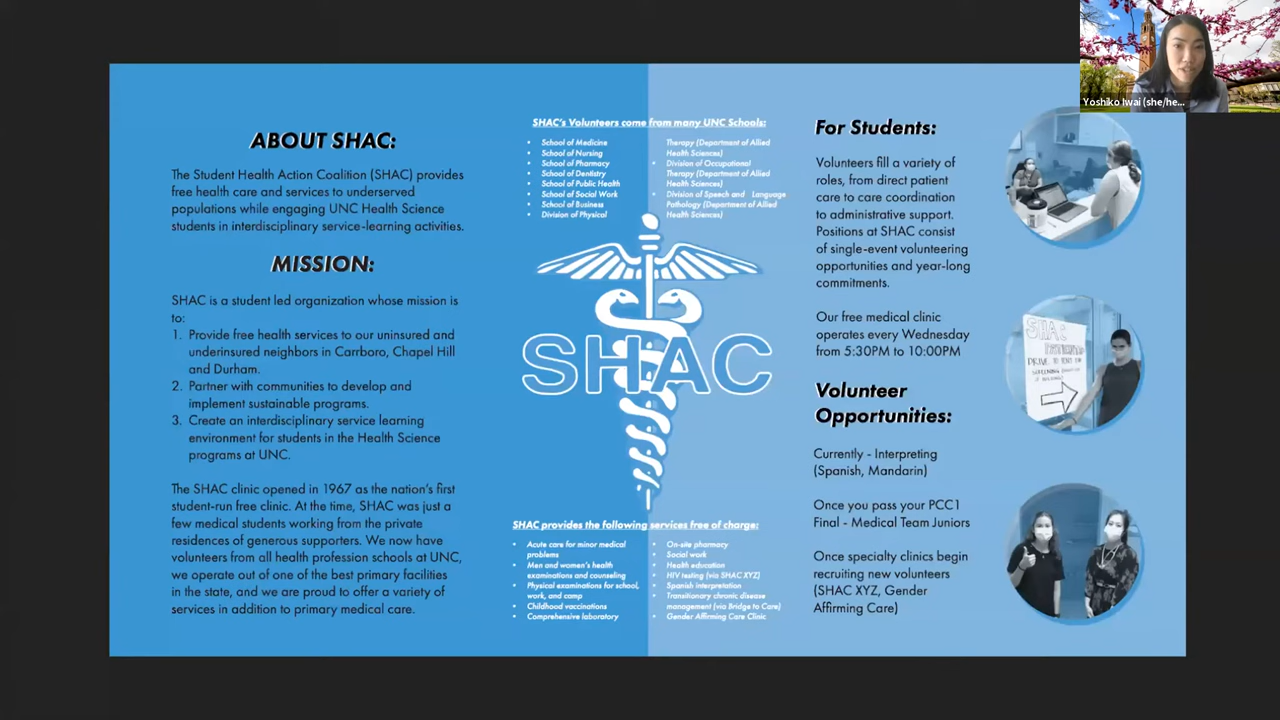 Yoshiko Iwai (she/he...
ABOUT SHAC:
The Student Health Action Coalition (SHAC) provides
free health care and services to underserved
populations while engaging UNC Health Science
students in interdisciplinary service-learning activities.
MISSION:
SHAC is a student led organization whose mission is
to:
1. Provide free health services to our uninsured and
underinsured neighbors in Carrboro, Chapel Hill
and Durham.
2. Partner with communities to develop and
implement sustainable programs.
3. Create an interdisciplinary service learning
environment for students in the Health Science
programs at UNC.
The SHAC clinic opened in 1967 as the nation's first
student-run free clinic. At the time, SHAC was just a
few medical students working from the private
residences of generous supporters. We now have
volunteers from all health profession schools at UNC,
we operate out of one of the best primary facilities
in the state, and we are proud to offer a variety of
services in addition to primary medical care.
SHAC's Volunteers come from many UNC Schools:
• School of Medicine
• School of Nursing
• School of Pharmacy
• School of Dentistry
• School of Public Health
• School of Social Work
• School of Business
• Division of Physical
Therapy (Department of Allied
Health Sciences)
• Division of Occupational
Therapy (Department of Allied
Health Sciences)
• Division of Speech and Language
Pathology (Department of Allied
Health Sciences)
SHAC
SHAC provides the following services free of charge:
• Acute care for minor medical
problems
• Men and women's health
examinations and counseling
• Physical examinations for school,
work, and camp
• Childhood vaccinations
• Comprehensive laboratory
• On-site pharmacy
• Social work
• Health education
• HIV testing (via SHAC XYZ)
• Spanish interpretation
• Transitionary chronic disease
management (via Bridge to Care)
• Gender Affirming Care Clinic
For Students:
Volunteers fill a variety of
roles, from direct patient
care to care coordination
to administrative support.
Positions at SHAC consist
of single-event volunteering
opportunities and year-long
commitments.
Our free medical clinic
operates every Wednesday
from 5:30PM to 10:00PM
Volunteer
Opportunities:
Currently - Interpreting
(Spanish, Mandarin)
Once you pass your PCC1
Final - Medical Team Juniors
Once specialty clinics begin
recruiting new volunteers
(SHAC XYZ, Gender
Affirming Care)
SHAC
DRIVE TO TENT FOR